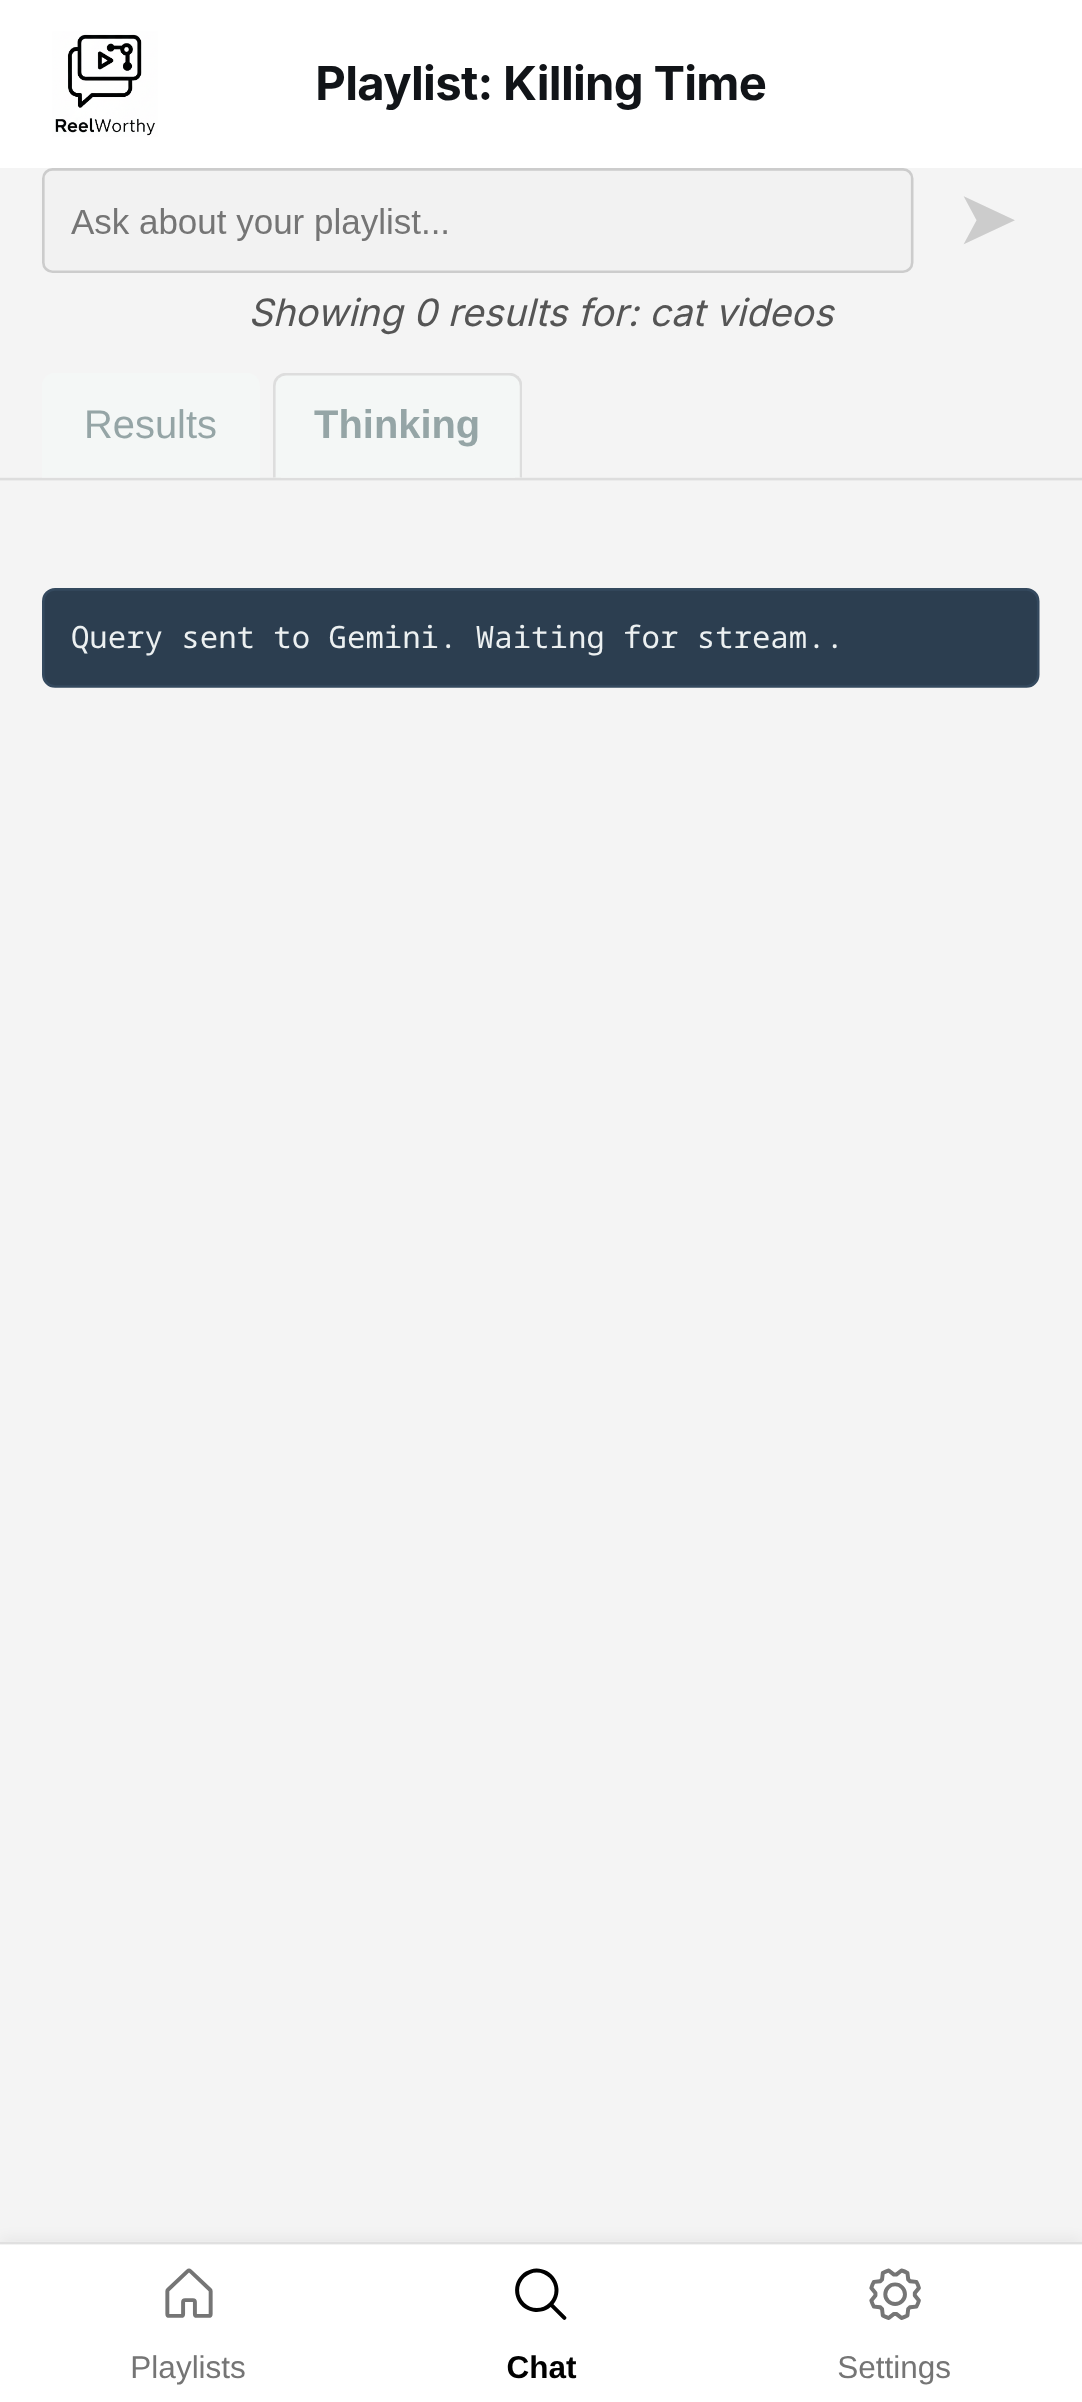 ReelWorthy
Playlist: Killing Time
Ask about your playlist...
Showing 0 results for: cat videos
Results
Thinking
Query sent to Gemini. Waiting for stream..
Playlists
Chat
Settings